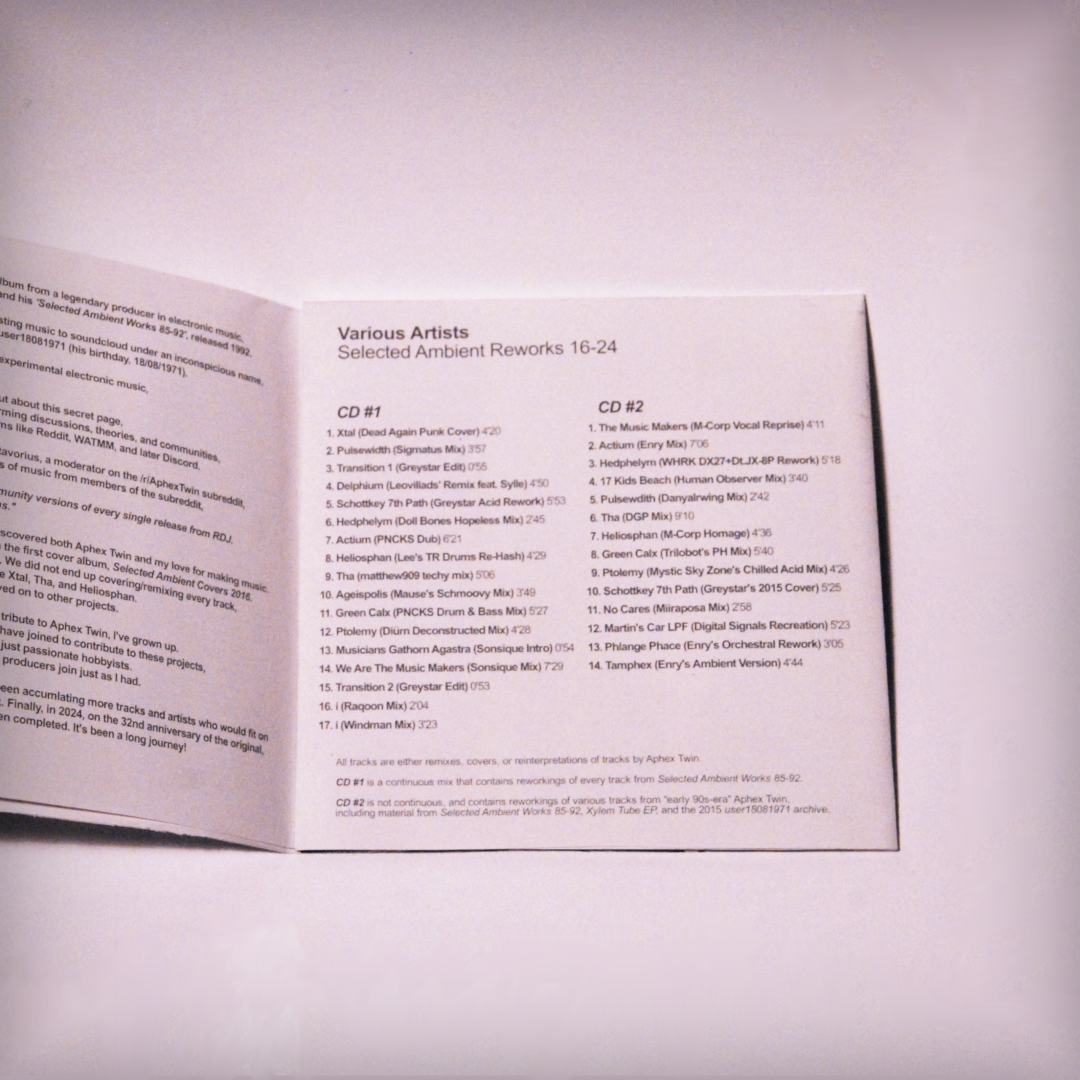 lbum from a legendary producer in electronic music,
and his 'Selected Ambient Works 85-92', released 1992.
sting music to soundcloud under an inconspicious name,
user18081971 (his birthday, 18/08/1971).
experimental electronic music,
ut about this secret page,
rming discussions, theories, and communities,
ms like Reddit, WATMM, and later Discord.
tavorius, a moderator on the /r/AphexTwin subreddit,
s of music from members of the subreddit,
munity versions of every single release from RDJ.
s."
scovered both Aphex Twin and my love for making music.
the first cover album, Selected Ambient Covers 2016.
. We did not end up covering/remixing every track,
e Xtal, Tha, and Heliosphan.
ved on to other projects.
tribute to Aphex Twin, I've grown up.
have joined to contribute to these projects,
just passionate hobbyists.
producers join just as I had.
een accumlating more tracks and artists who would fit on
. Finally, in 2024, on the 32nd anniversary of the original,
en completed. It's been a long journey!
Various Artists
Selected Ambient Reworks 16-24
CD #1
1. Xtal (Dead Again Punk Cover) 4'20
2. Pulsewidth (Sigmatus Mix) 3'57
3. Transition 1 (Greystar Edit) 0'55
4. Delphium (Leovillads' Remix feat. Sylle) 4'50
5. Schottkey 7th Path (Greystar Acid Rework) 5'53
6. Hedphelym (Doll Bones Hopeless Mix) 2'45
7. Actium (PNCKS Dub) 6'21
8. Heliosphan (Lee's TR Drums Re-Hash) 4'29
9. Tha (matthew909 techy mix) 5'06
10. Ageispolis (Mause's Schmoovy Mix) 3'49
11. Green Calx (PNCKS Drum & Bass Mix) 5'27
12. Ptolemy (Diürn Deconstructed Mix) 4'28
13. Musicians Gathorn Agastra (Sonsique Intro) 0'54
14. We Are The Music Makers (Sonsique Mix) 7'29
15. Transition 2 (Greystar Edit) 0'53
16. i (Raqoon Mix) 2'04
17. i (Windman Mix) 3'23
CD #2
1. The Music Makers (M-Corp Vocal Reprise) 4'11
2. Actium (Enry Mix) 7'06
3. Hedphelym (WHRK DX27+Dt.JX-8P Rework) 5'18
4. 17 Kids Beach (Human Observer Mix) 3'40
5. Pulsewdith (Danyalrwing Mix) 2'42
6. Tha (DGP Mix) 9'10
7. Heliosphan (M-Corp Homage) 4'36
8. Green Calx (Trilobot's PH Mix) 5'40
9. Ptolemy (Mystic Sky Zone's Chilled Acid Mix) 4'26
10. Schottkey 7th Path (Greystar's 2015 Cover) 5'25
11. No Cares (Miiraposa Mix) 2'58
12. Martin's Car LPF (Digital Signals Recreation) 5'23
13. Phlange Phace (Enry's Orchestral Rework) 3'05
14. Tamphex (Enry's Ambient Version) 4'44
All tracks are either remixes, covers, or reinterpretations of tracks by Aphex Twin.
CD #1 is a continuous mix that contains reworkings of every track from Selected Ambient Works 85-92.
CD #2 is not continuous, and contains reworkings of various tracks from "early 90s-era" Aphex Twin,
including material from Selected Ambient Works 85-92, Xylem Tube EP, and the 2015 user18081971 archive.